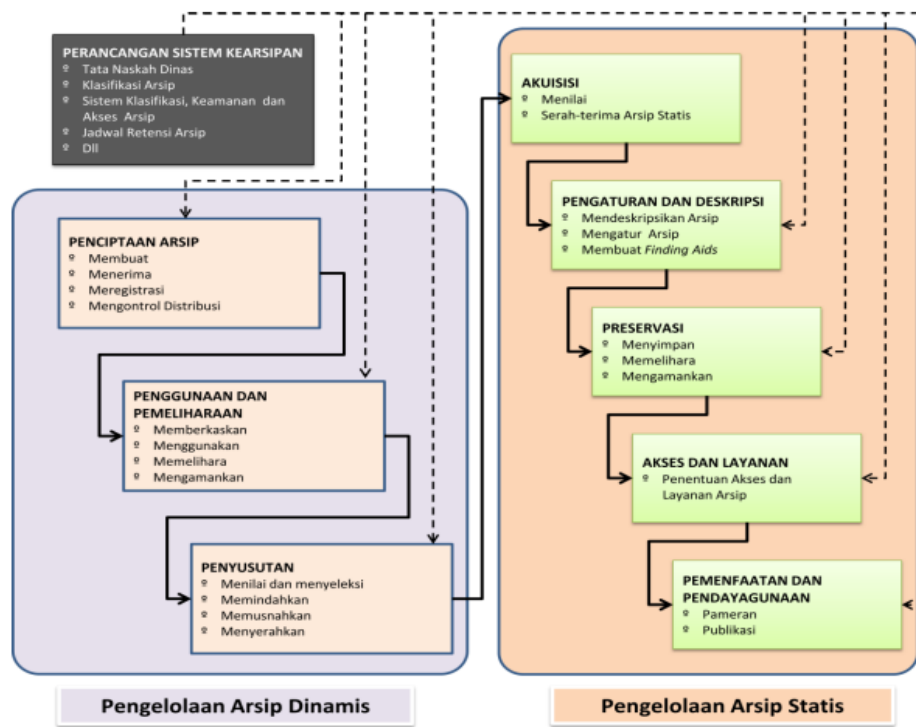 PERANCANGAN SISTEM KEARSIPAN
Tata Naskah Dinas
Klasifikasi Arsip
Sistem Klasifikasi, Keamanan dan
Akses Arsip
Jadwal Retensi Arsip
Dll
PENCIPTAAN ARSIP
Membuat
Menerima
Meregistrasi
Mengontrol Distribusi
PENGGUNAAN DAN
PEMELIHARAAN
Memberkaskan
Menggunakan
Memelihara
Mengamankan
PENYUSUTAN
Menilai dan menyeleksi
Memindahkan
Memusnahkan
Menyerahkan
Pengelolaan Arsip Dinamis
AKUISISI
Menilai
Serah-terima Arsip Statis
PENGATURAN DAN DESKRIPSI
Mendeskripsikan Arsip
Mengatur Arsip
Membuat Finding Aids
PRESERVASI
Menyimpan
Memelihara
Mengamankan
AKSES DAN LAYANAN
Penentuan Akses dan
Layanan Arsip
PEMENFAATAN DAN
PENDAYAGUNAAN
Pameran
Publikasi
Pengelolaan Arsip Statis